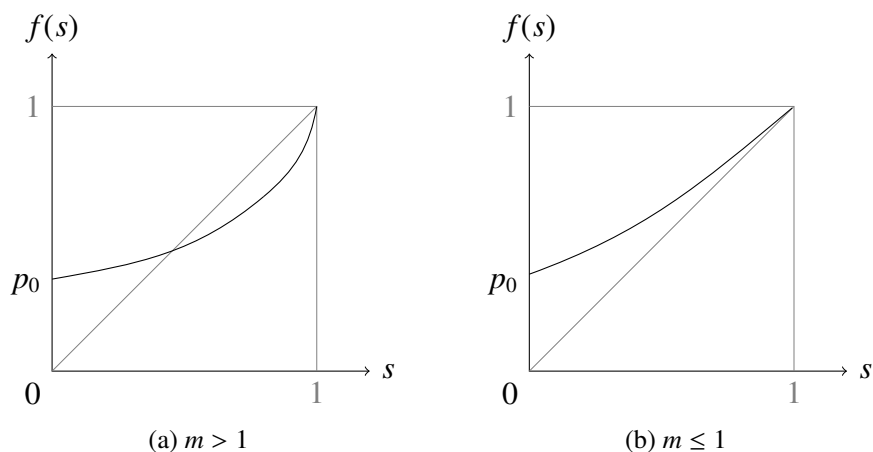 f(s) f(s)
1 1
p₀ p₀
0 1 s 0 1 s
(a) m > 1 (b) m ≤ 1